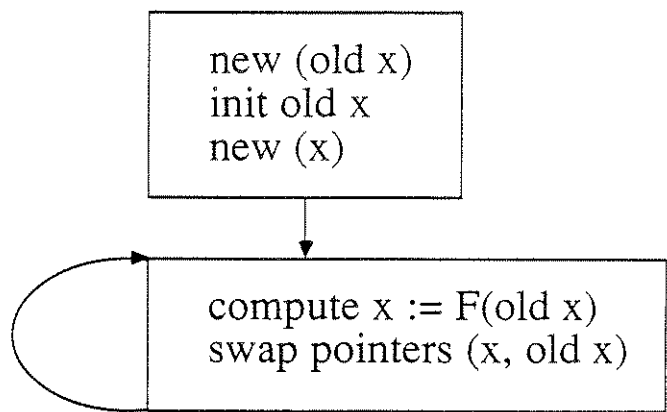 new (old x)
init old x
new (x)
compute x := F(old x)
swap pointers (x, old x)